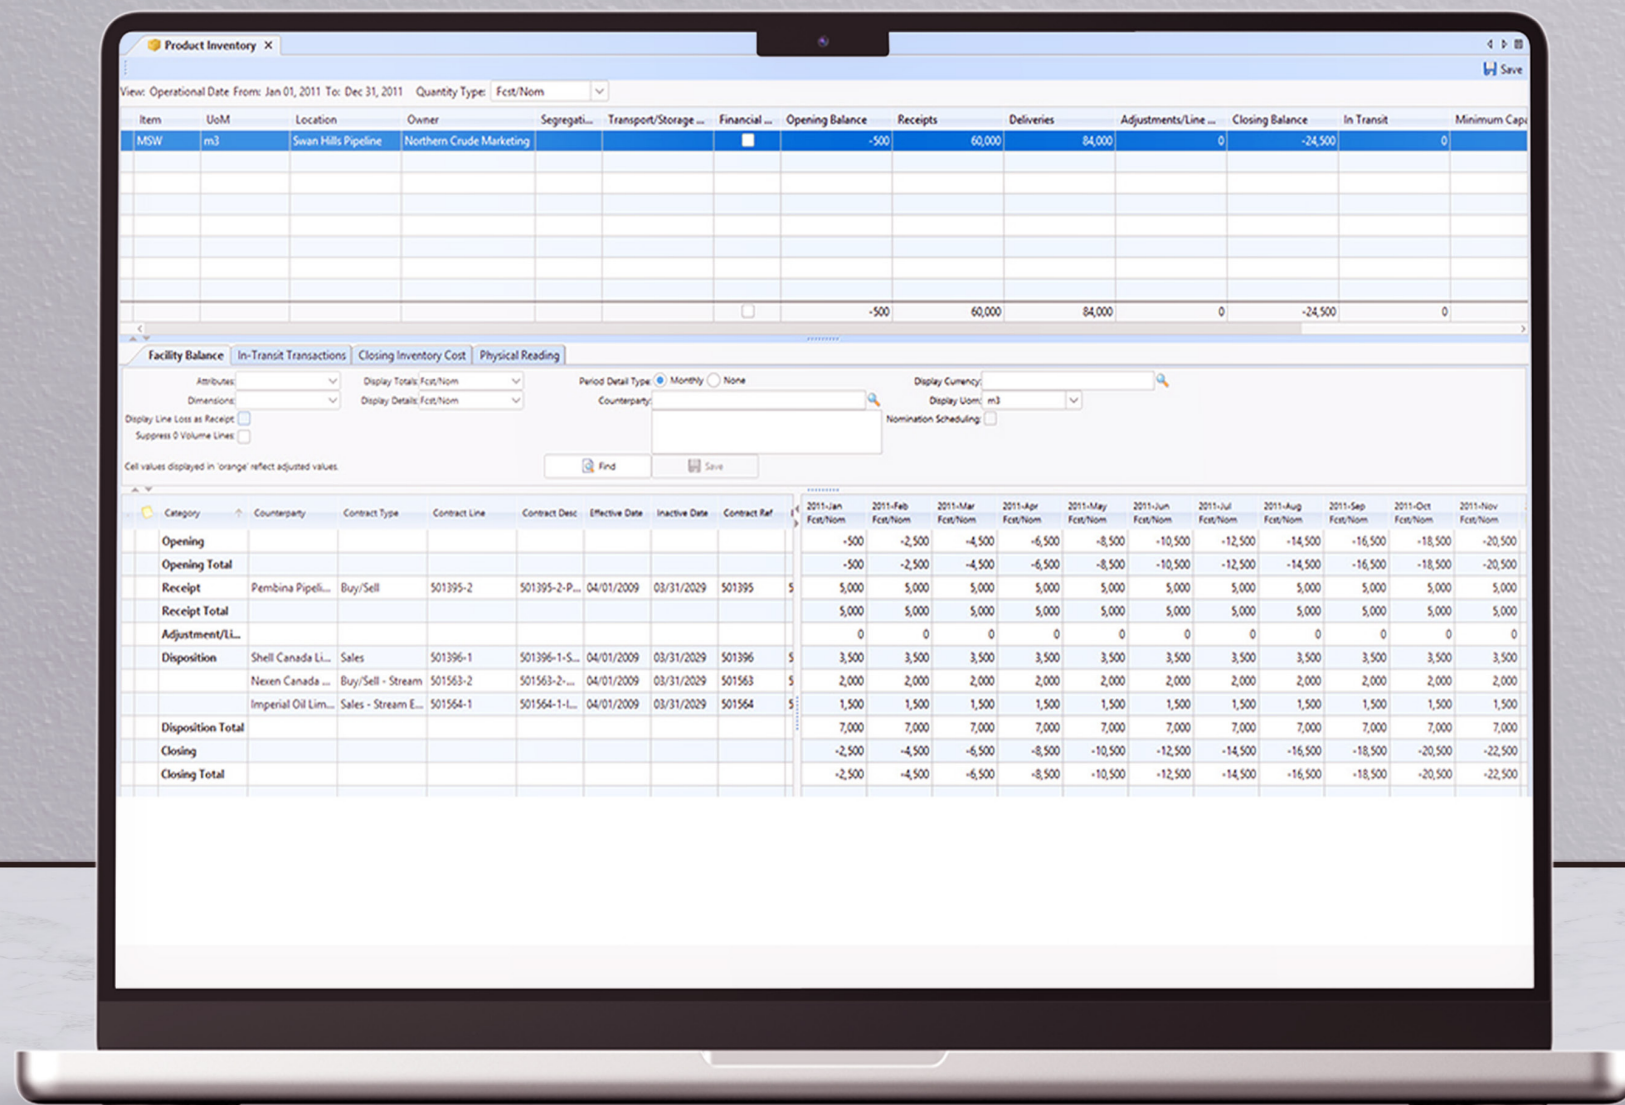 Product Inventory
Save
View: Operational Date From: Jan 01, 2011 To: Dec 31, 2011 Quantity Type: Fcst/Nom
Item UoM Location Owner Segregati... Transport/Storage ... Financial ... Opening Balance Receipts Deliveries Adjustments/Line ... Closing Balance In Transit Minimum Capa
MSW m3 Swan Hills Pipeline Northern Crude Marketing -500 60,000 84,000 0 -24,500 0
-500 60,000 84,000 0 -24,500 0
Facility Balance In-Transit Transactions Closing Inventory Cost Physical Reading
Attributes: Display Totals: Fcst/Nom Period Detail Type: Monthly None Display Currency:
Dimensions: Display Details: Fcst/Nom Counterparty: Display Uom: m3
Display Line Loss as Receipt: Nomination Scheduling:
Suppress 0 Volume Lines:
Cell values displayed in 'orange' reflect adjusted values. Find Save
Category Counterparty Contract Type Contract Line Contract Desc Effective Date Inactive Date Contract Ref 2011-Jan 2011-Feb 2011-Mar 2011-Apr 2011-May 2011-Jun 2011-Jul 2011-Aug 2011-Sep 2011-Oct 2011-Nov
Fcst/Nom Fcst/Nom Fcst/Nom Fcst/Nom Fcst/Nom Fcst/Nom Fcst/Nom Fcst/Nom Fcst/Nom Fcst/Nom Fcst/Nom
Opening -500 -2,500 -4,500 -6,500 -8,500 -10,500 -12,500 -14,500 -16,500 -18,500 -20,500
Opening Total -500 -2,500 -4,500 -6,500 -8,500 -10,500 -12,500 -14,500 -16,500 -18,500 -20,500
Receipt Pembina Pipeli... Buy/Sell 501395-2 501395-2-P... 04/01/2009 03/31/2029 501395 5 5,000 5,000 5,000 5,000 5,000 5,000 5,000 5,000 5,000 5,000 5,000
Receipt Total 5,000 5,000 5,000 5,000 5,000 5,000 5,000 5,000 5,000 5,000 5,000
Adjustment/Li... 0 0 0 0 0 0 0 0 0 0 0
Disposition Shell Canada Li... Sales 501396-1 501396-1-S... 04/01/2009 03/31/2029 501396 5 3,500 3,500 3,500 3,500 3,500 3,500 3,500 3,500 3,500 3,500 3,500
Nexen Canada ... Buy/Sell - Stream 501563-2 501563-2-... 04/01/2009 03/31/2029 501563 5 2,000 2,000 2,000 2,000 2,000 2,000 2,000 2,000 2,000 2,000 2,000
Imperial Oil Lim... Sales - Stream E... 501564-1 501564-1-I... 04/01/2009 03/31/2029 501564 5 1,500 1,500 1,500 1,500 1,500 1,500 1,500 1,500 1,500 1,500 1,500
Disposition Total 7,000 7,000 7,000 7,000 7,000 7,000 7,000 7,000 7,000 7,000 7,000
Closing -2,500 -4,500 -6,500 -8,500 -10,500 -12,500 -14,500 -16,500 -18,500 -20,500 -22,500
Closing Total -2,500 -4,500 -6,500 -8,500 -10,500 -12,500 -14,500 -16,500 -18,500 -20,500 -22,500